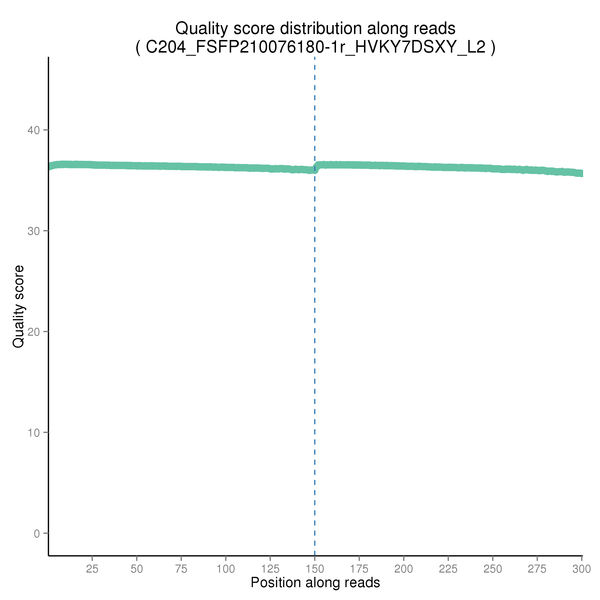 Quality score distribution along reads
( C204_FSFP210076180-1r_HVKY7DSXY_L2 )
Quality score
40
30
20
10
0
25 50 75 100 125 150 175 200 225 250 275 300
Position along reads